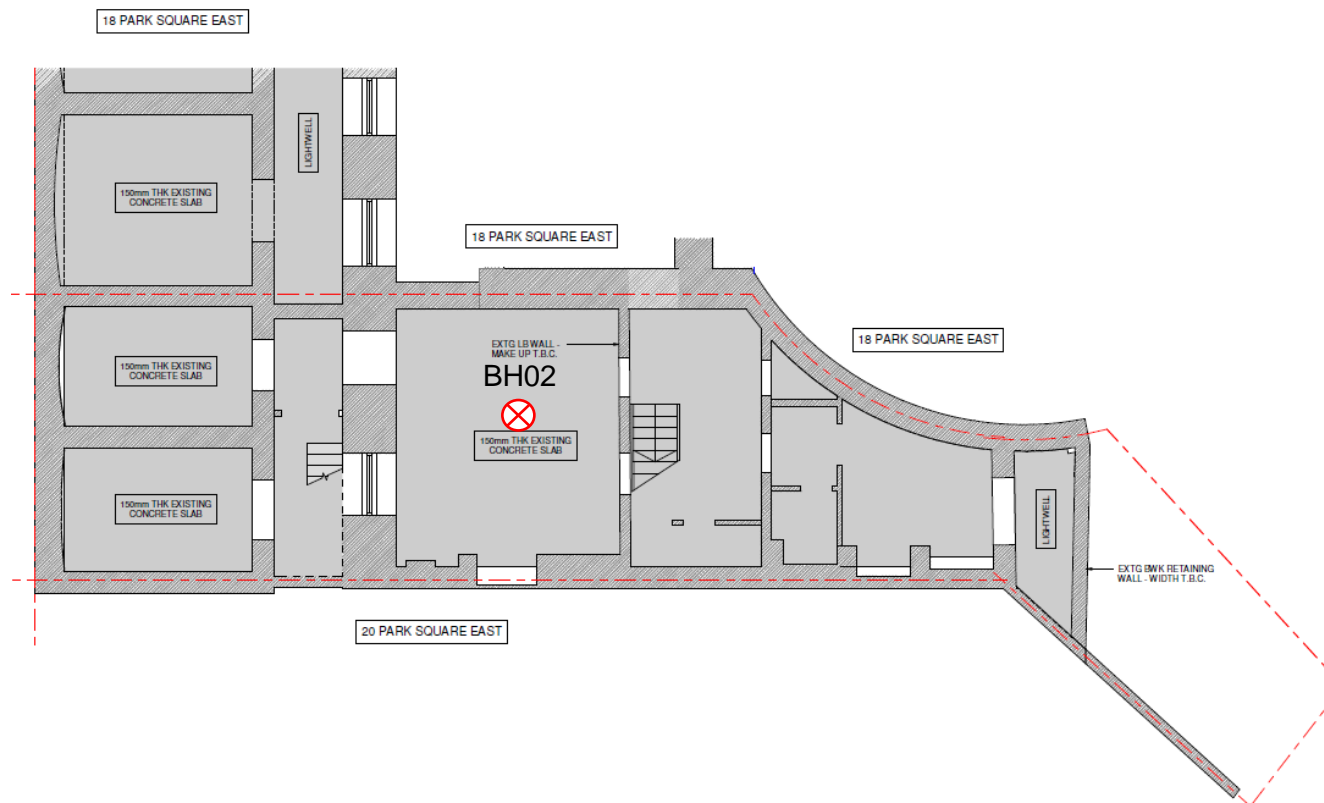 18 PARK SQUARE EAST
LIGHTWELL
150mm THK EXISTING
CONCRETE SLAB
18 PARK SQUARE EAST
18 PARK SQUARE EAST
EXTG LB WALL -
MAKE UP T.B.C.
BH02
150mm THK EXISTING
CONCRETE SLAB
150mm THK EXISTING
CONCRETE SLAB
150mm THK EXISTING
CONCRETE SLAB
LIGHTWELL
EXTG BWK RETAINING
WALL - WIDTH T.B.C.
20 PARK SQUARE EAST